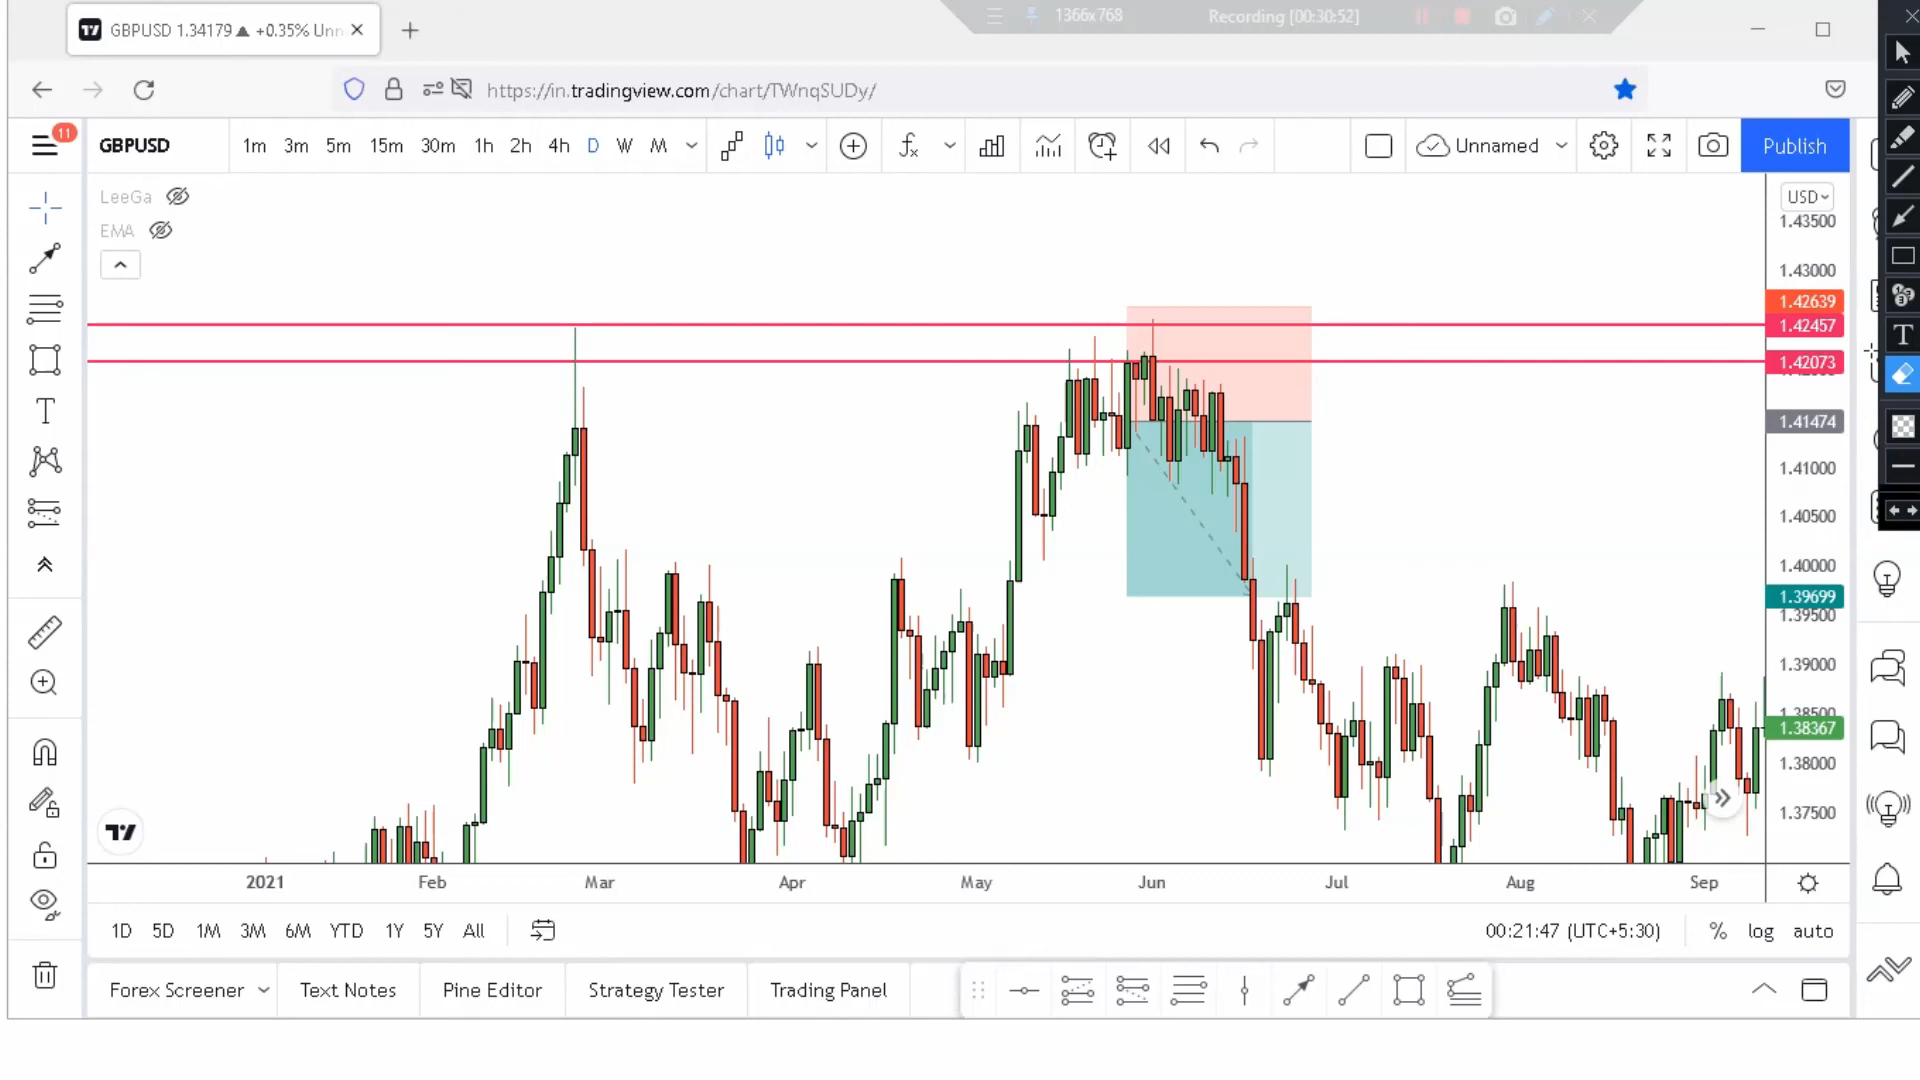 1366x768 Recording [00:30:52]
GBPUSD 1.34179 ▲ +0.35% Unn
https://in.tradingview.com/chart/TWnqSUDy/
11 GBPUSD 1m 3m 5m 15m 30m 1h 2h 4h D W M Unnamed Publish
LeeGa
EMA
USD
1.43500
1.43000
1.42639
1.42457
1.42073
1.41474
1.41000
1.40500
1.40000
1.39699
1.39500
1.39000
1.38500
1.38367
1.38000
1.37500
2021 Feb Mar Apr May Jun Jul Aug Sep
1D 5D 1M 3M 6M YTD 1Y 5Y All 00:21:47 (UTC+5:30) % log auto
Forex Screener Text Notes Pine Editor Strategy Tester Trading Panel